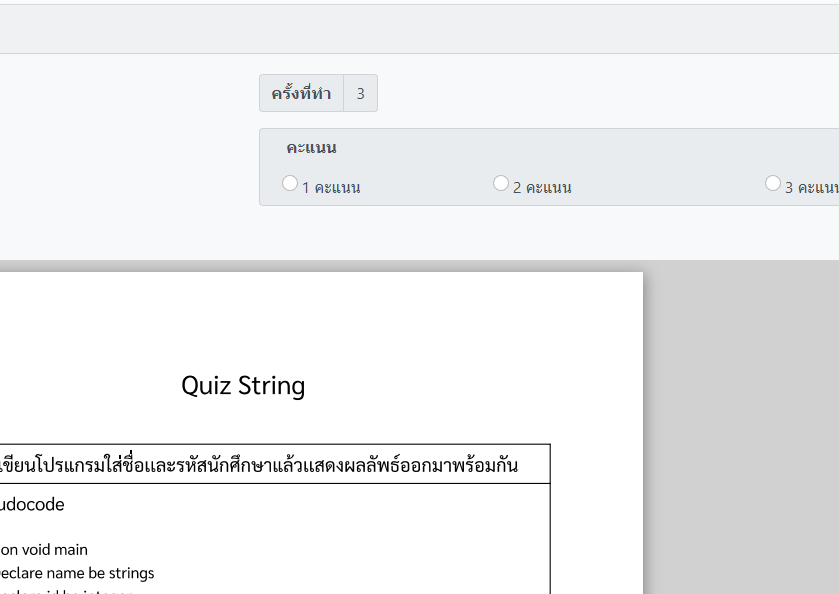 ครั้งที่ทำ 3
คะแนน
1 คะแนน 2 คะแนน 3 คะแนน
Quiz String
เขียนโปรแกรมใส่ชื่อและรหัสนักศึกษาแล้วแสดงผลลัพธ์ออกมาพร้อมกัน
udocode
on void main
eclare name be strings